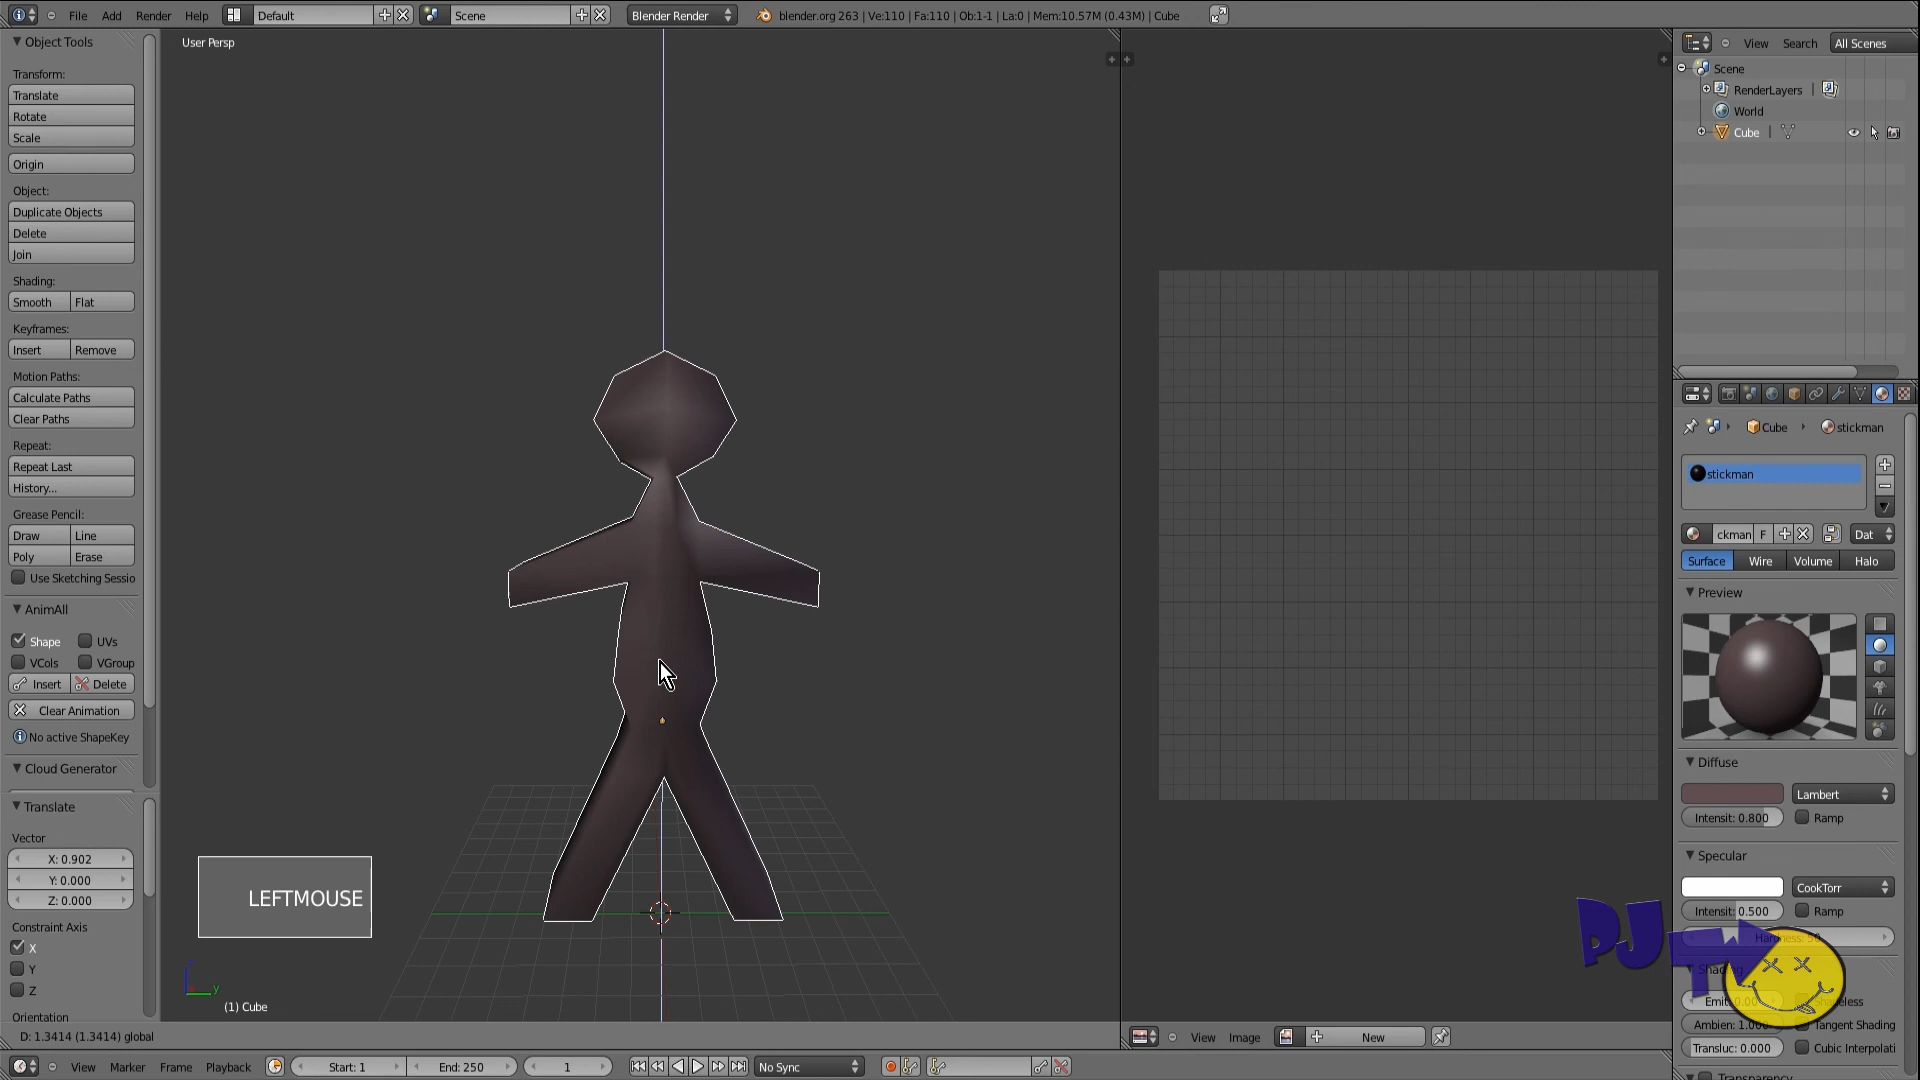 File Add Render Help Default Scene Blender Render blender.org 263 | Ve:110 | Fa:110 | Ob:1-1 | La:0 | Mem:10.57M (0.43M) | Cube
Object Tools
Transform:
Translate
Rotate
Scale
Origin
Object:
Duplicate Objects
Delete
Join
Shading:
Smooth Flat
Keyframes:
Insert Remove
Motion Paths:
Calculate Paths
Clear Paths
Repeat:
Repeat Last
History...
Grease Pencil:
Draw Line
Poly Erase
Use Sketching Sessio
AnimAll
Shape UVs
VCols VGroup
Insert Delete
Clear Animation
No active ShapeKey
Cloud Generator
Translate
Vector
X: 0.902
Y: 0.000
Z: 0.000
Constraint Axis
X
Y
Z
Orientation
User Persp
LEFTMOUSE
y
(1) Cube
D: 1.3414 (1.3414) global
View Image New
View Marker Frame Playback Start: 1 End: 250 1 No Sync
View Search All Scenes
Scene
RenderLayers |
World
Cube |
Cube stickman
stickman
ckman F Dat
Surface Wire Volume Halo
Preview
Diffuse
Lambert
Intensit: 0.800 Ramp
Specular
CookTorr
Intensit: 0.500 Ramp
Hardness: 50
PJTV
Shading
Emit: 0.00 Shadeless
Ambien: 1.000 Tangent Shading
Transluc: 0.000 Cubic Interpolati
Transparency